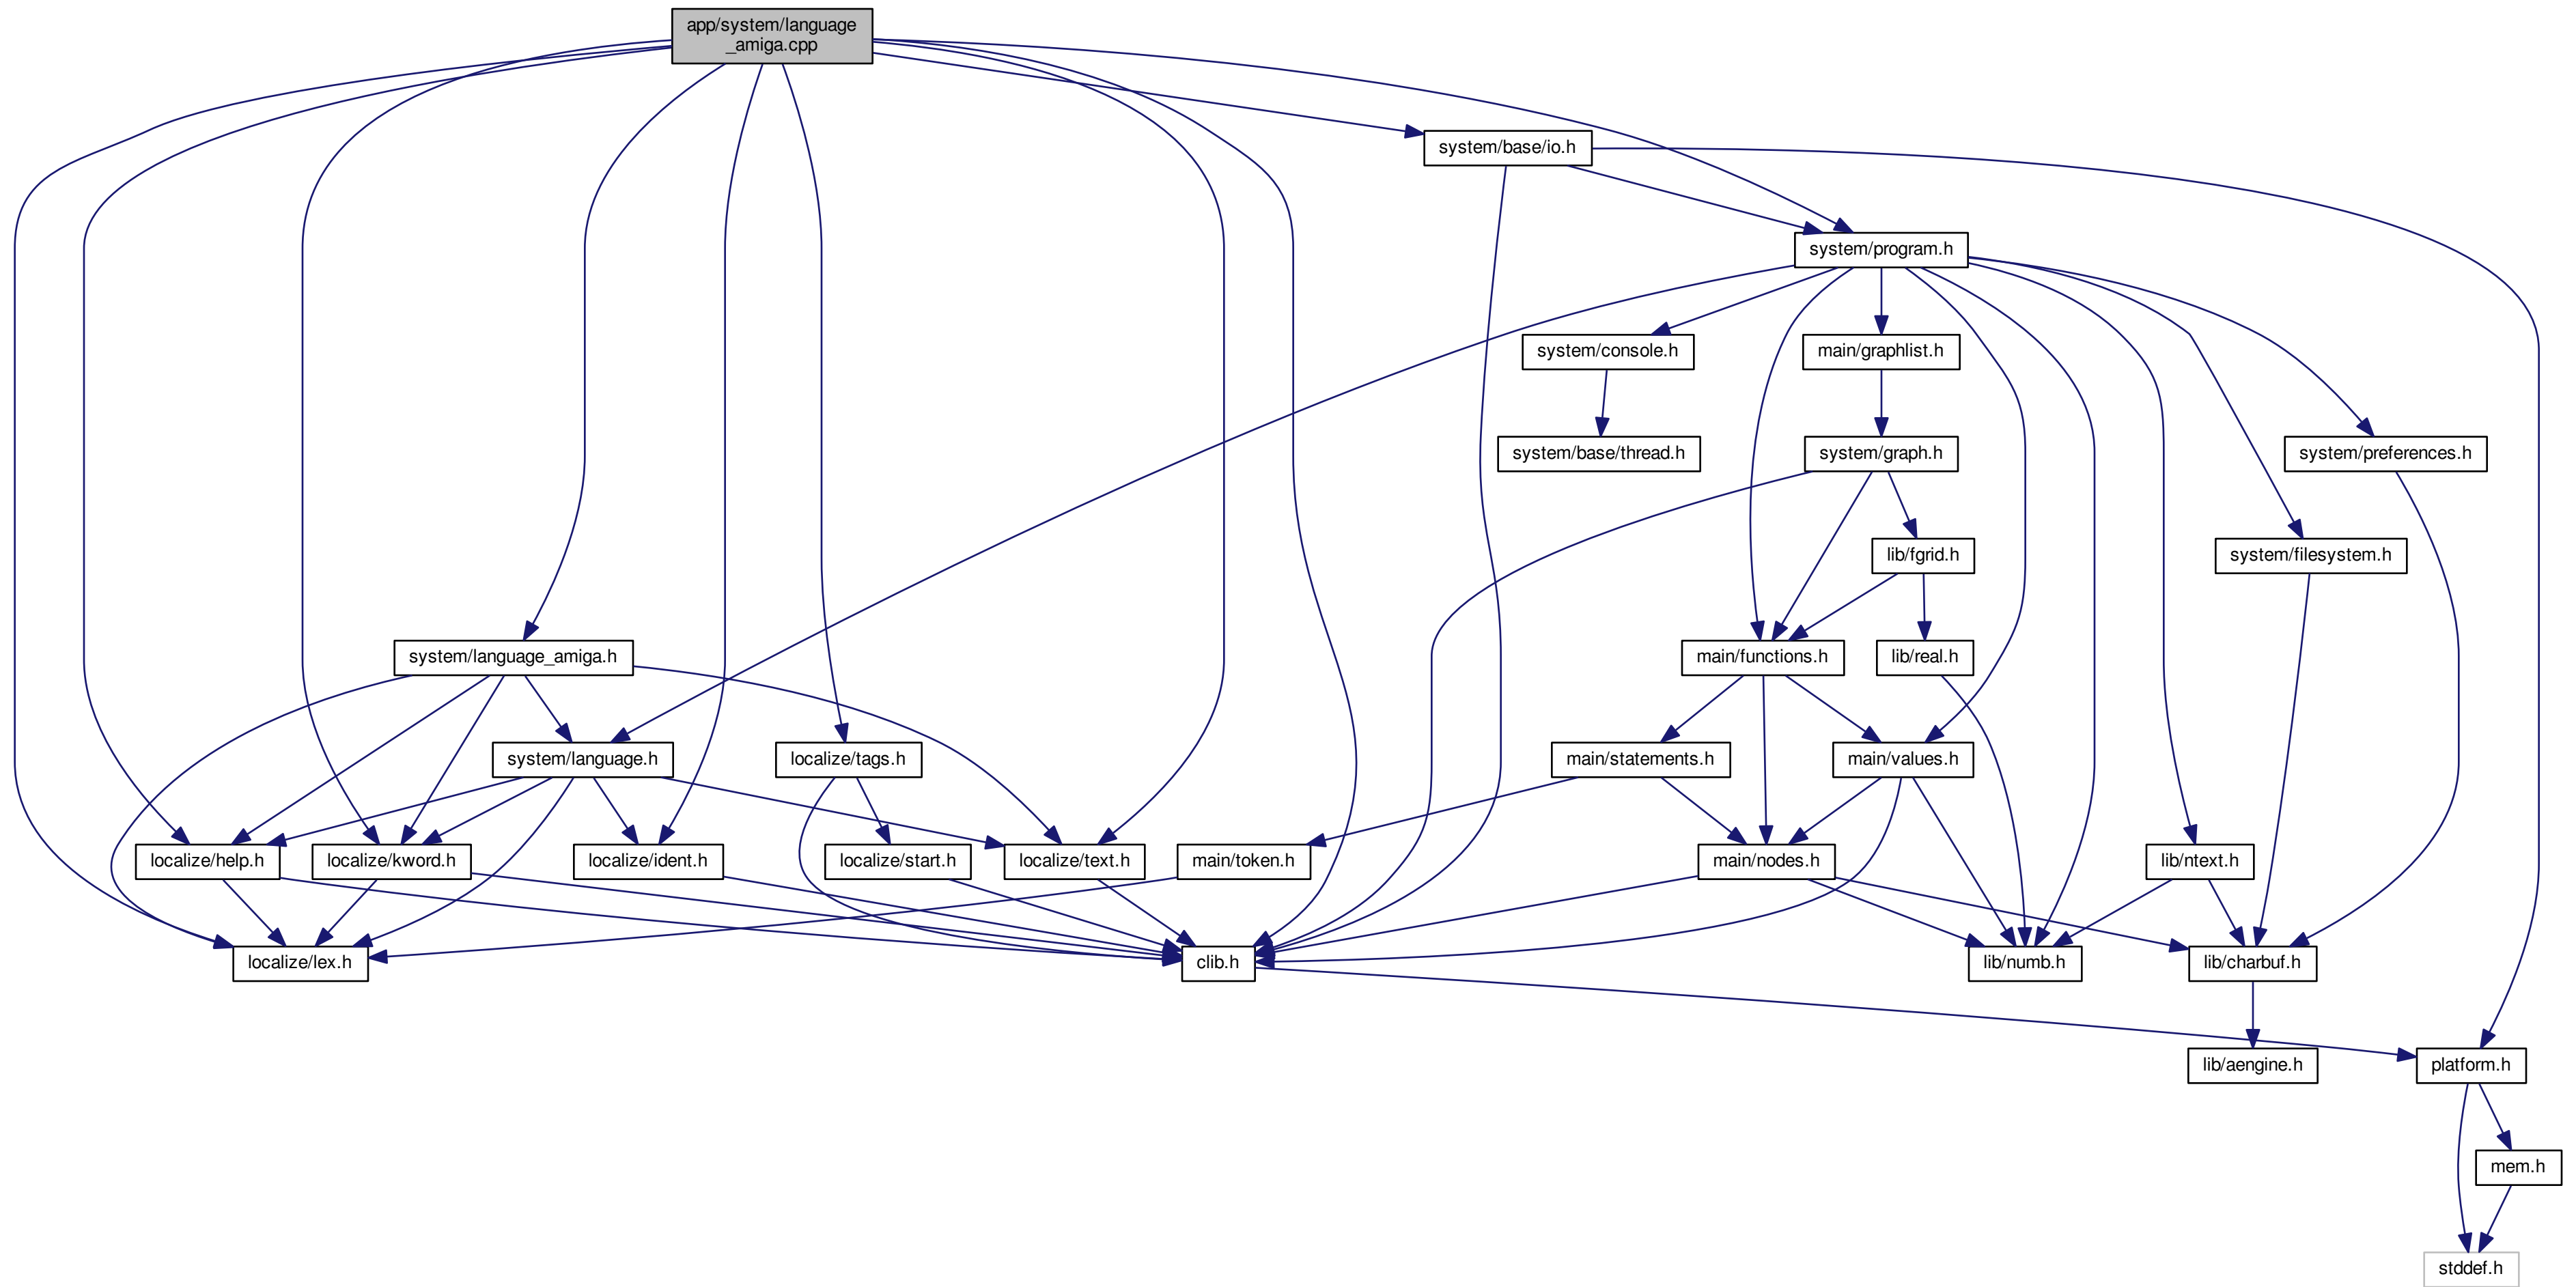 app/system/language
_amiga.cpp
system/base/io.h
system/program.h
system/console.h
main/graphlist.h
system/base/thread.h
system/graph.h
system/preferences.h
lib/fgrid.h
system/filesystem.h
system/language_amiga.h
main/functions.h
lib/real.h
system/language.h
localize/tags.h
main/statements.h
main/values.h
localize/help.h
localize/kword.h
localize/ident.h
localize/start.h
localize/text.h
main/token.h
main/nodes.h
lib/ntext.h
localize/lex.h
clib.h
lib/numb.h
lib/charbuf.h
lib/aengine.h
platform.h
mem.h
stddef.h